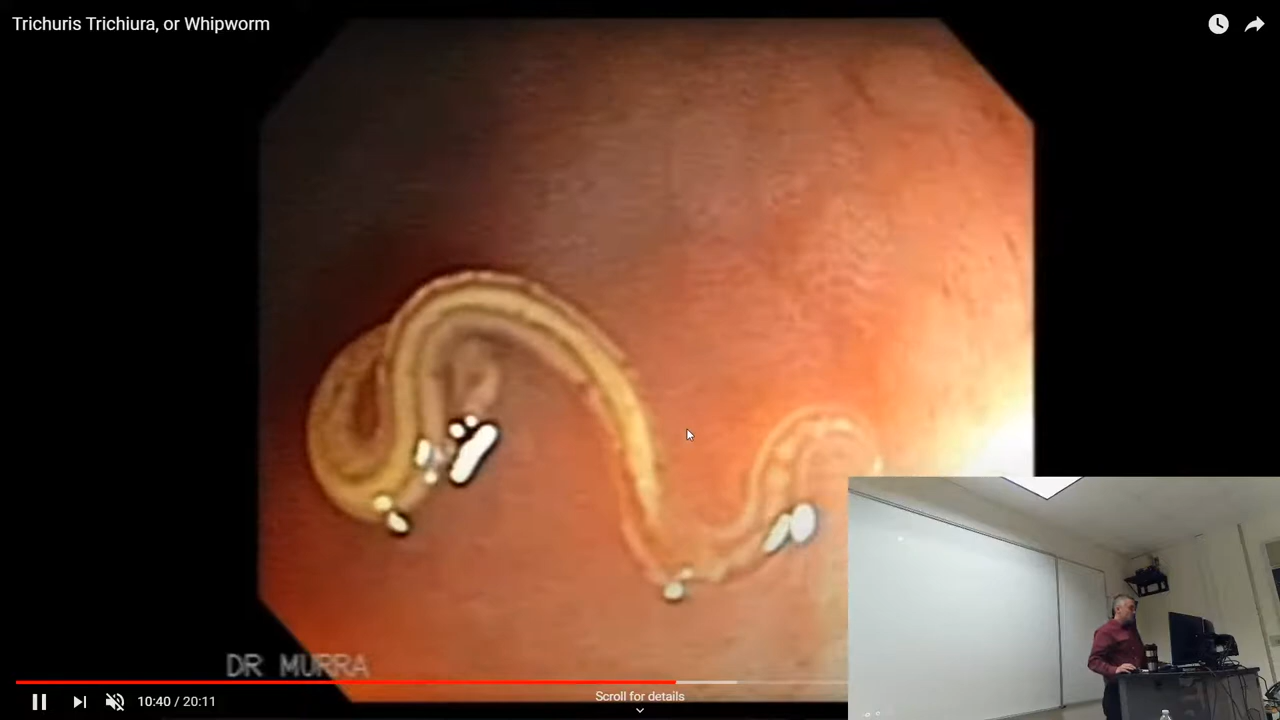 Trichuris Trichiura, or Whipworm
DR MURRA
Scroll for details
10:40 / 20:11